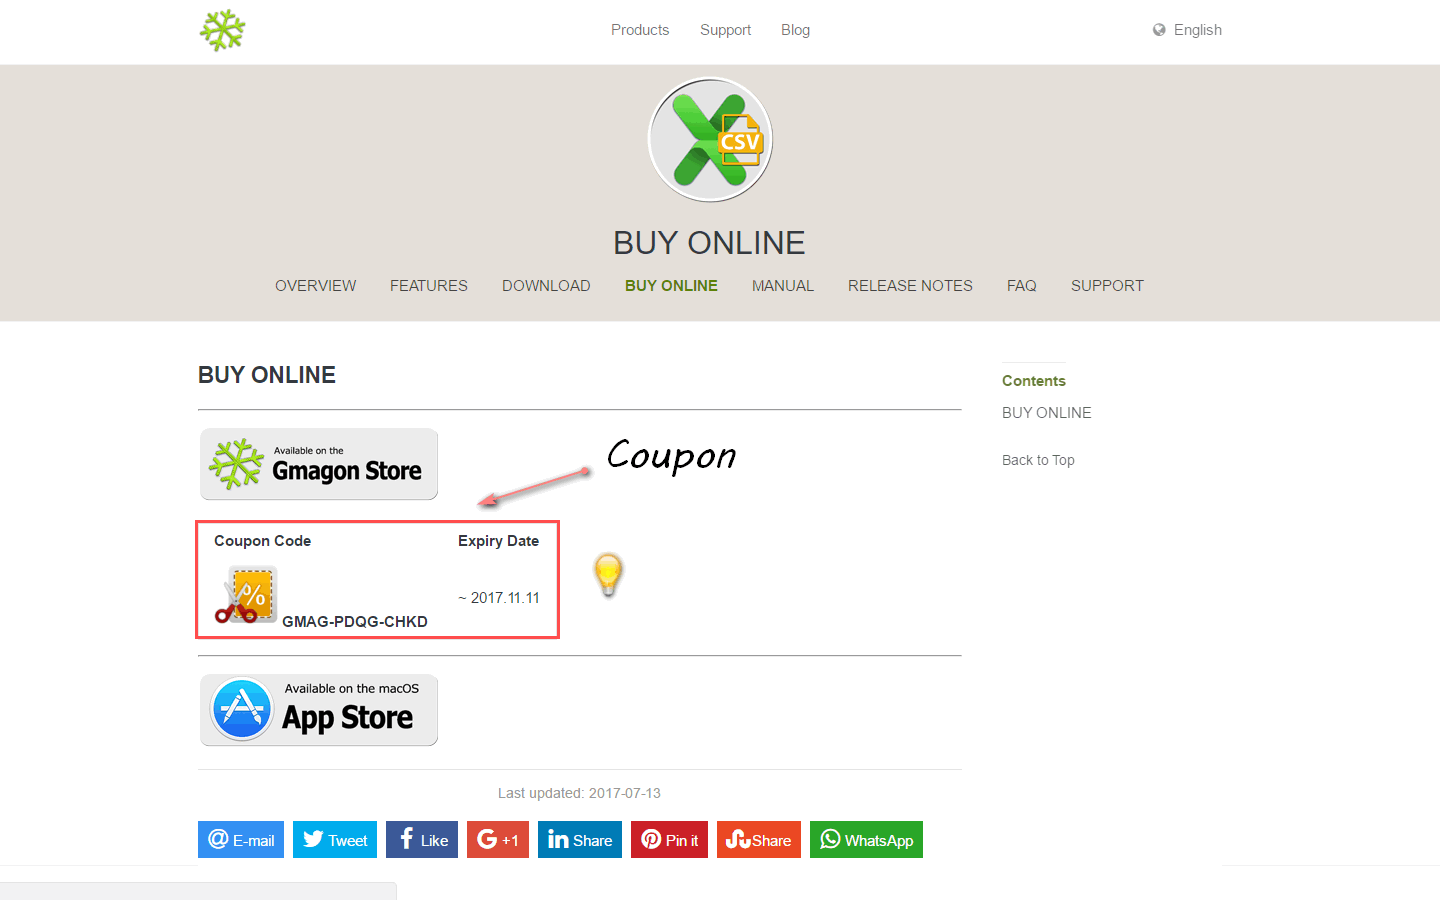 Products Support Blog English
CSV
BUY ONLINE
OVERVIEW FEATURES DOWNLOAD BUY ONLINE MANUAL RELEASE NOTES FAQ SUPPORT
BUY ONLINE
Contents
BUY ONLINE
Back to Top
Available on the
Gmagon Store
Coupon
Coupon Code Expiry Date
%
GMAG-PDQG-CHKD
~ 2017.11.11
Available on the macOS
App Store
Last updated: 2017-07-13
@ E-mail Tweet Like G +1 in Share Pin it Share WhatsApp